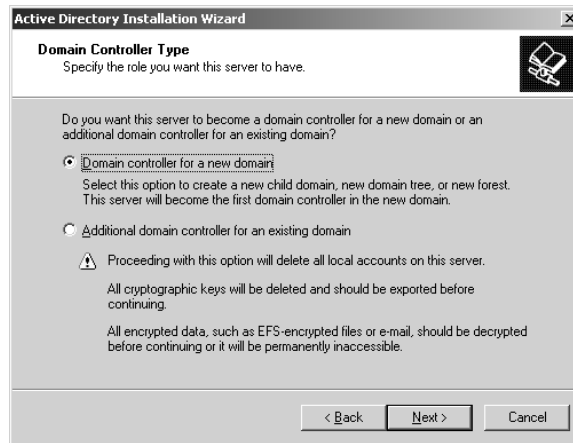 Active Directory Installation Wizard
Domain Controller Type
Specify the role you want this server to have.
Do you want this server to become a domain controller for a new domain or an
additional domain controller for an existing domain?
Domain controller for a new domain
Select this option to create a new child domain, new domain tree, or new forest.
This server will become the first domain controller in the new domain.
Additional domain controller for an existing domain
Proceeding with this option will delete all local accounts on this server.
All cryptographic keys will be deleted and should be exported before
continuing.
All encrypted data, such as EFS-encrypted files or e-mail, should be decrypted
before continuing or it will be permanently inaccessible.
< Back Next > Cancel